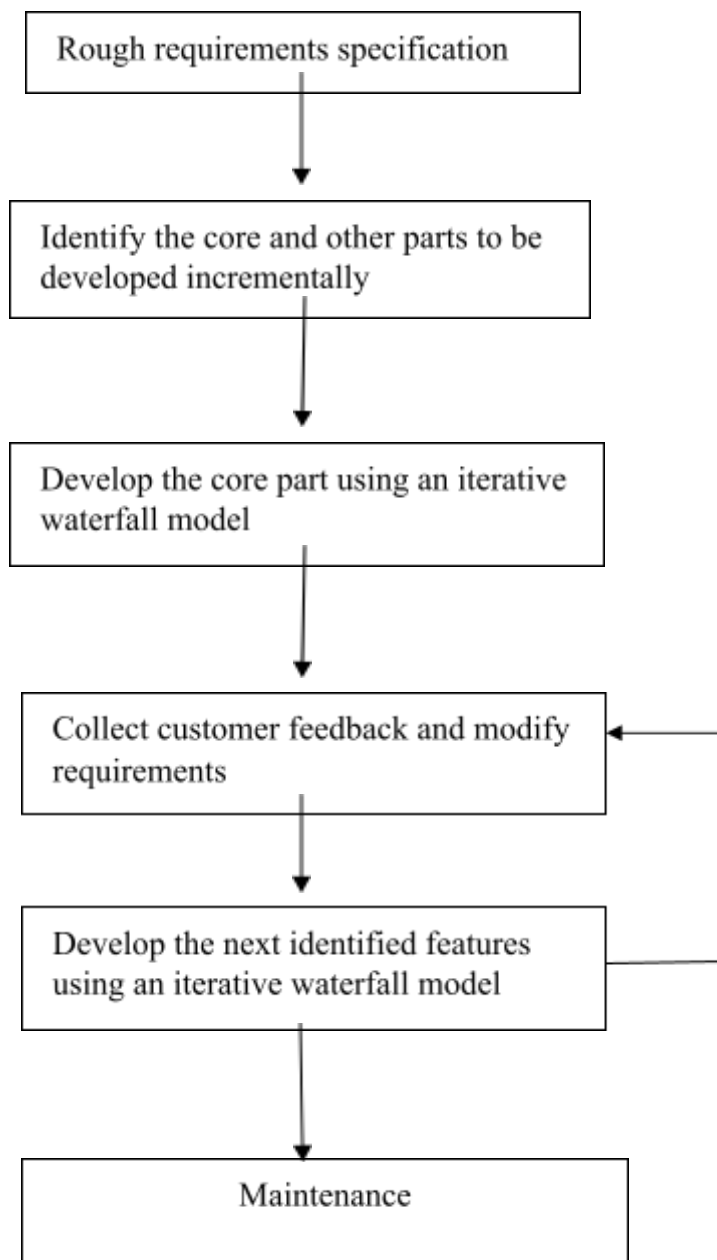 Rough requirements specification
Identify the core and other parts to be
developed incrementally
Develop the core part using an iterative
waterfall model
Collect customer feedback and modify
requirements
Develop the next identified features
using an iterative waterfall model
Maintenance